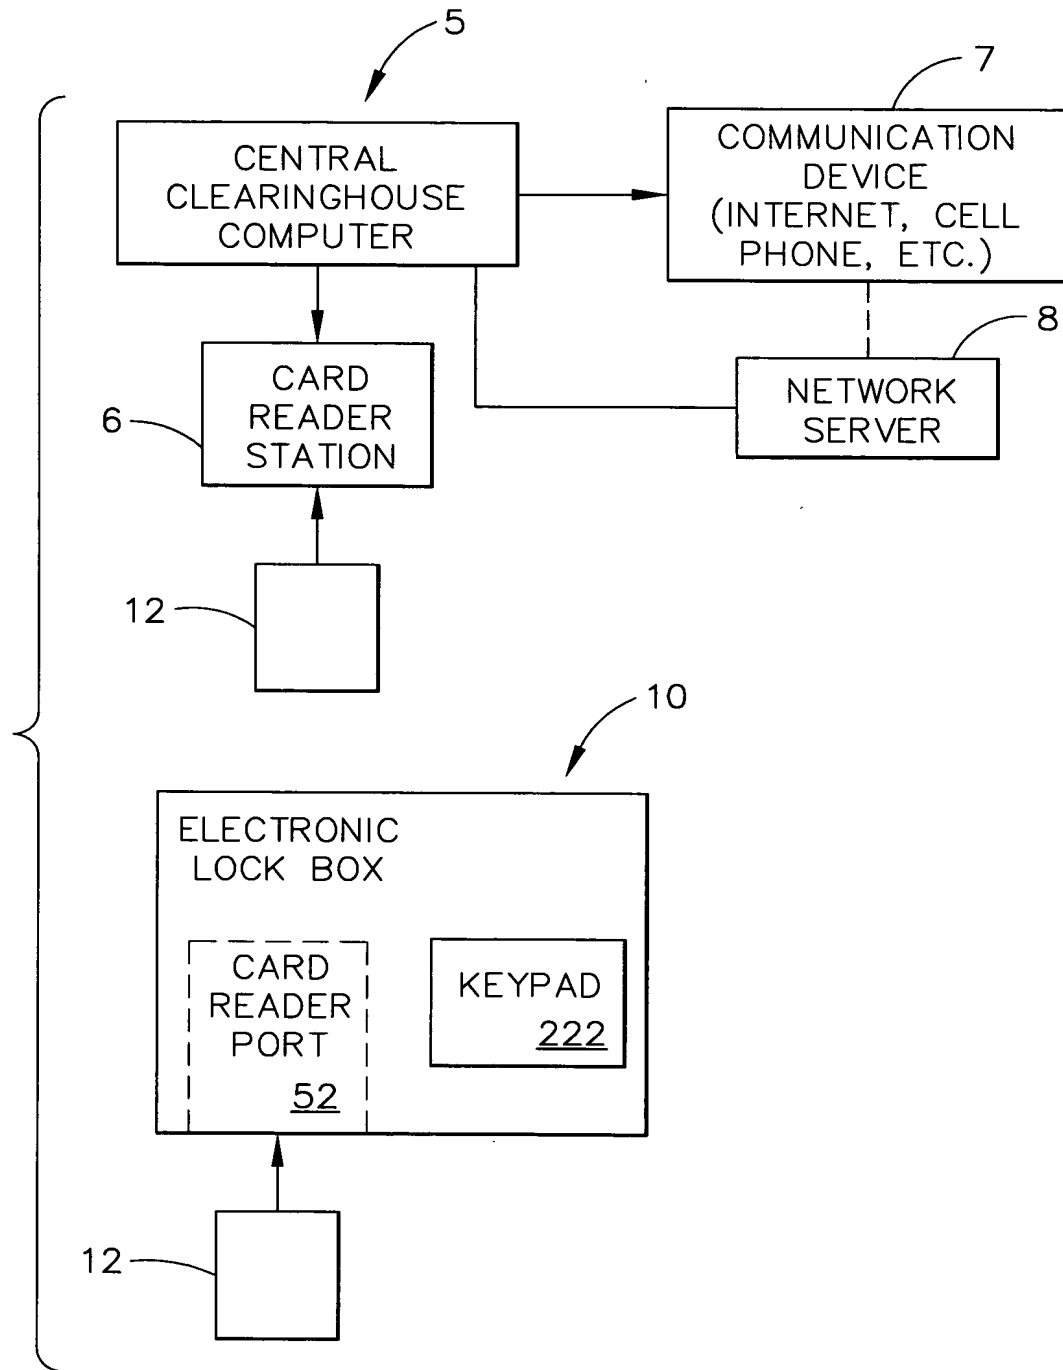 5
CENTRAL
CLEARINGHOUSE
COMPUTER
7
COMMUNICATION
DEVICE
(INTERNET, CELL
PHONE, ETC.)
8
NETWORK
SERVER
6
CARD
READER
STATION
12
10
ELECTRONIC
LOCK BOX
CARD
READER
PORT
52
KEYPAD
222
12